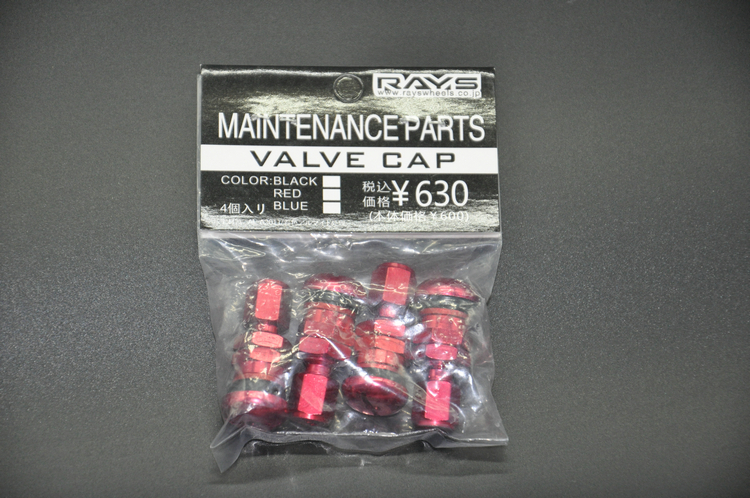 RAYS
www.rayswheels.co.jp
MAINTENANCE PARTS
VALVE CAP
COLOR:BLACK
RED
BLUE
4個入り
税込
価格 ¥630
(本体価格¥600)